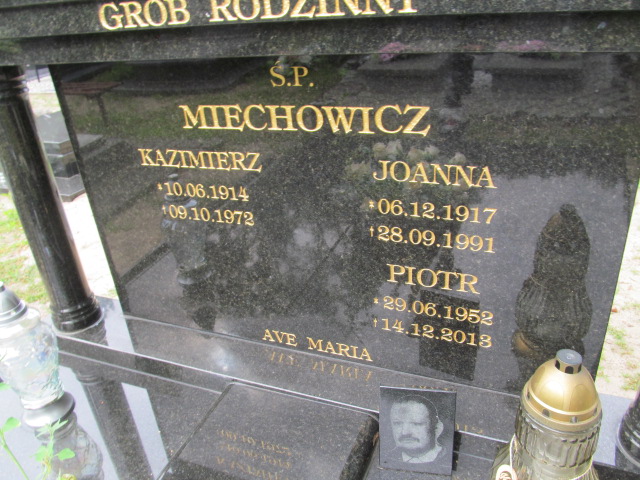 GRÓB RODZINNY
Ś.P.
MIECHOWICZ
KAZIMIERZ
*10.06.1914
†09.10.1972
JOANNA
*06.12.1917
†28.09.1991
PIOTR
*29.06.1952
†14.12.2013
AVE MARIA